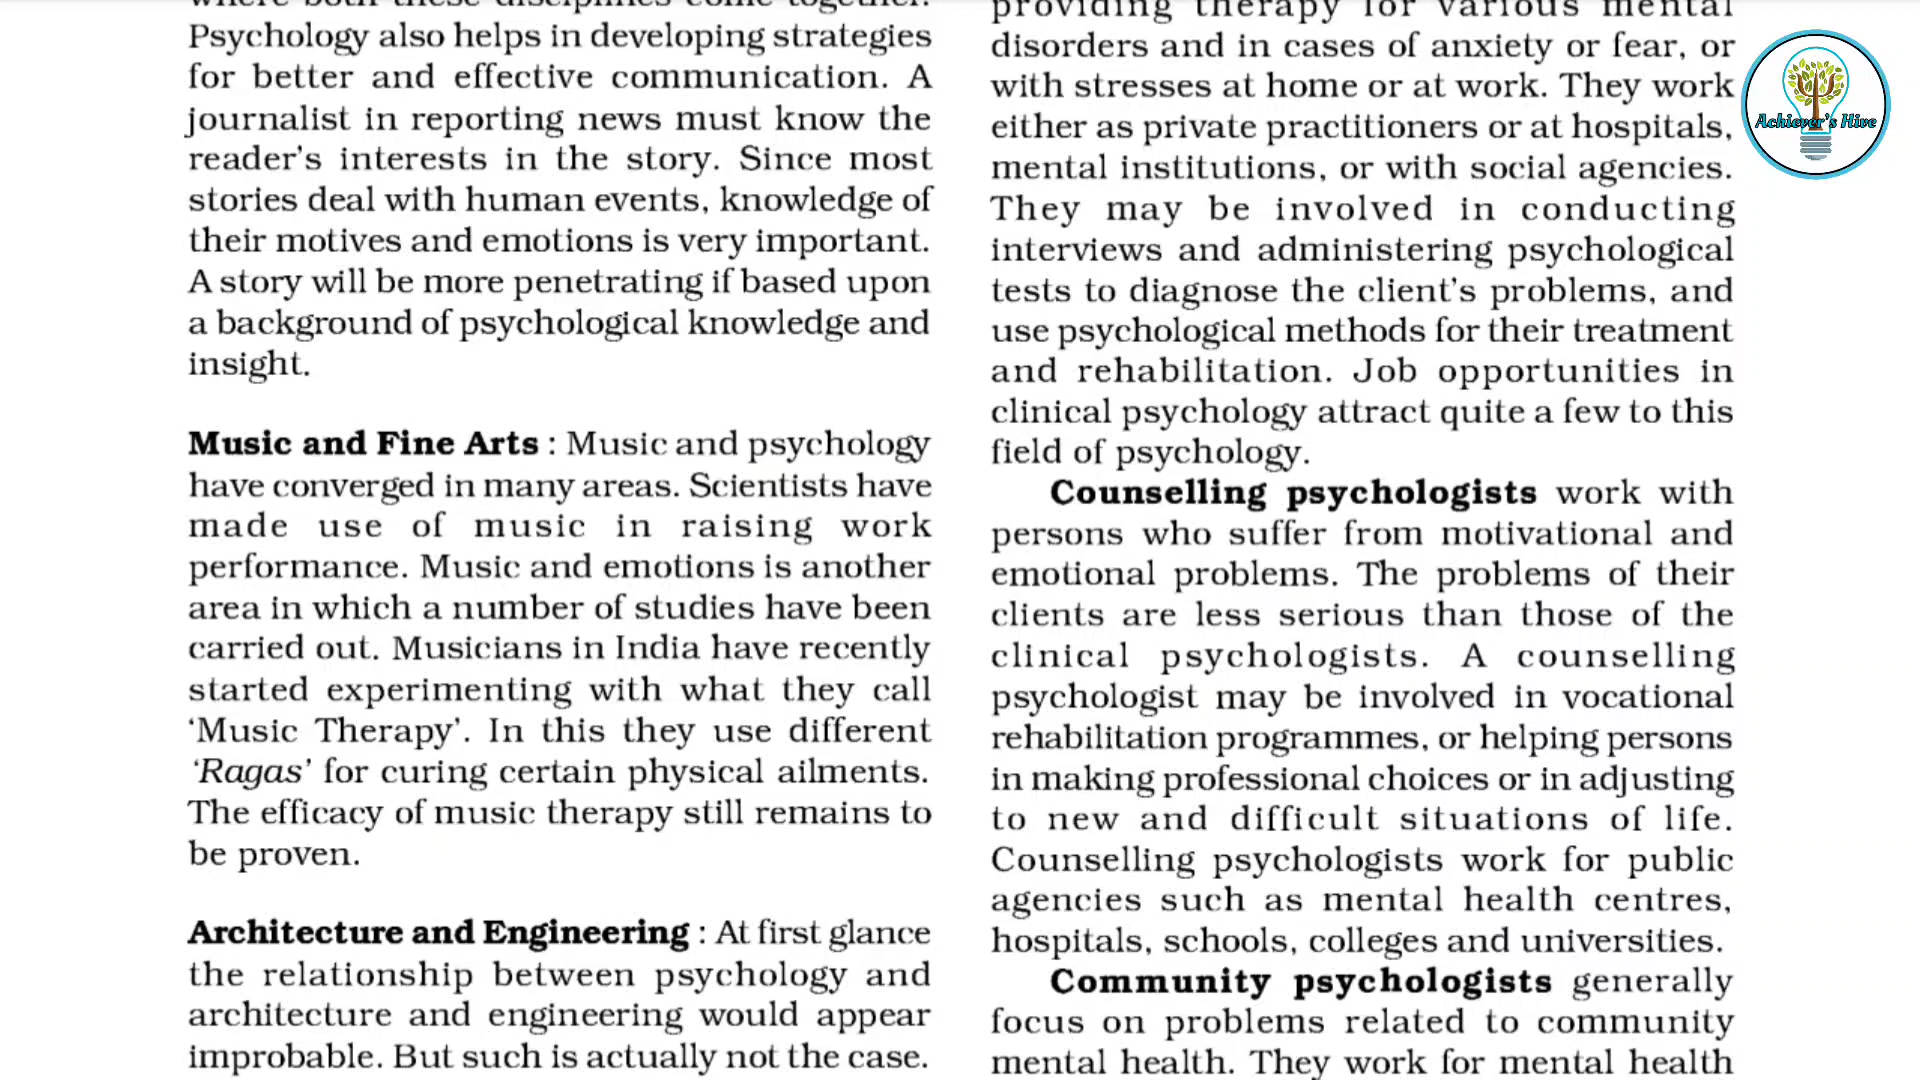 where both these disciplines come together.
Psychology also helps in developing strategies
for better and effective communication. A
journalist in reporting news must know the
reader's interests in the story. Since most
stories deal with human events, knowledge of
their motives and emotions is very important.
A story will be more penetrating if based upon
a background of psychological knowledge and
insight.
Music and Fine Arts : Music and psychology
have converged in many areas. Scientists have
made use of music in raising work
performance. Music and emotions is another
area in which a number of studies have been
carried out. Musicians in India have recently
started experimenting with what they call
‘Music Therapy’. In this they use different
‘Ragas’ for curing certain physical ailments.
The efficacy of music therapy still remains to
be proven.
Architecture and Engineering : At first glance
the relationship between psychology and
architecture and engineering would appear
improbable. But such is actually not the case.
providing therapy for various mental
disorders and in cases of anxiety or fear, or
with stresses at home or at work. They work
either as private practitioners or at hospitals,
mental institutions, or with social agencies.
They may be involved in conducting
interviews and administering psychological
tests to diagnose the client's problems, and
use psychological methods for their treatment
and rehabilitation. Job opportunities in
clinical psychology attract quite a few to this
field of psychology.
Counselling psychologists work with
persons who suffer from motivational and
emotional problems. The problems of their
clients are less serious than those of the
clinical psychologists. A counselling
psychologist may be involved in vocational
rehabilitation programmes, or helping persons
in making professional choices or in adjusting
to new and difficult situations of life.
Counselling psychologists work for public
agencies such as mental health centres,
hospitals, schools, colleges and universities.
Community psychologists generally
focus on problems related to community
mental health. They work for mental health
Achiever's Hive